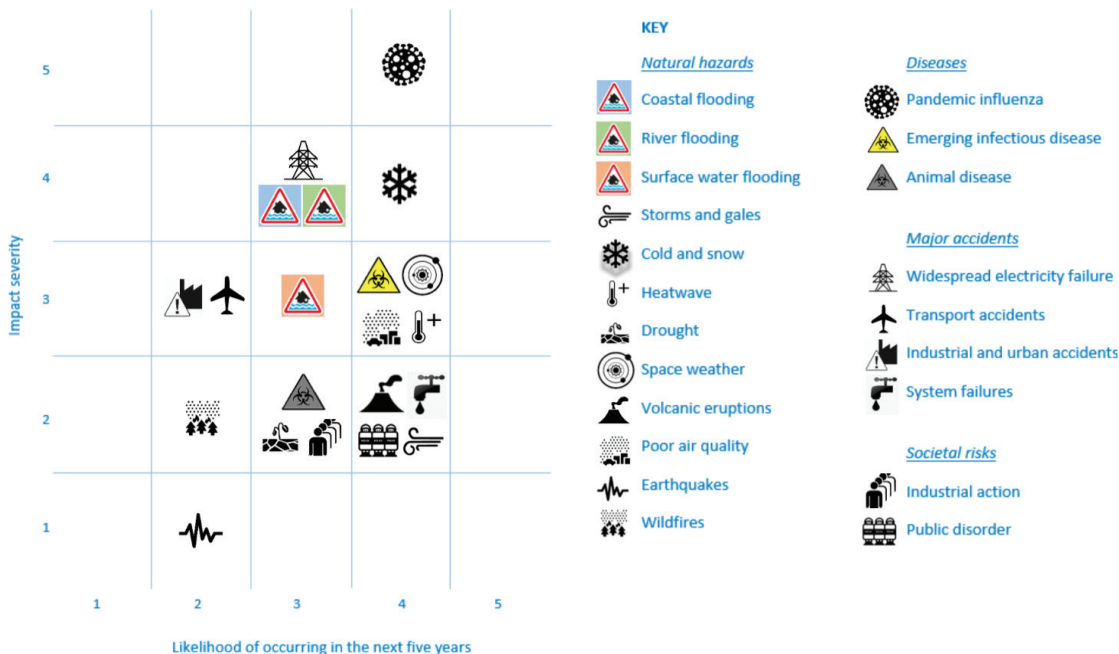 5
4
3
2
1
Impact severity
1 2 3 4 5
Likelihood of occurring in the next five years
KEY
Natural hazards
Coastal flooding
River flooding
Surface water flooding
Storms and gales
Cold and snow
Heatwave
Drought
Space weather
Volcanic eruptions
Poor air quality
Earthquakes
Wildfires
Diseases
Pandemic influenza
Emerging infectious disease
Animal disease
Major accidents
Widespread electricity failure
Transport accidents
Industrial and urban accidents
System failures
Societal risks
Industrial action
Public disorder